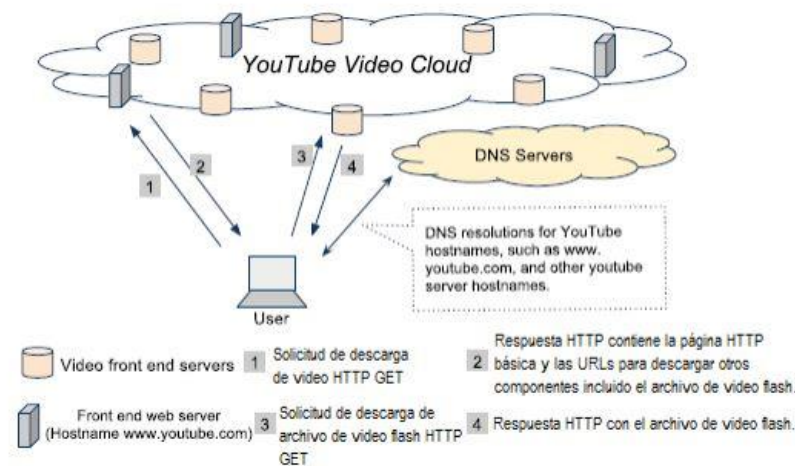 YouTube Video Cloud
DNS Servers
3
4
2
1
DNS resolutions for YouTube
hostnames, such as www.
youtube.com, and other youtube
server hostnames.
User
Video front end servers
1 Solicitud de descarga
de video HTTP GET
2 Respuesta HTTP contiene la página HTTP
básica y las URLs para descargar otros
componentes incluido el archivo de video flash.
Front end web server
(Hostname www.youtube.com)
3 Solicitud de descarga de
archivo de video flash HTTP
GET
4 Respuesta HTTP con el archivo de video flash.